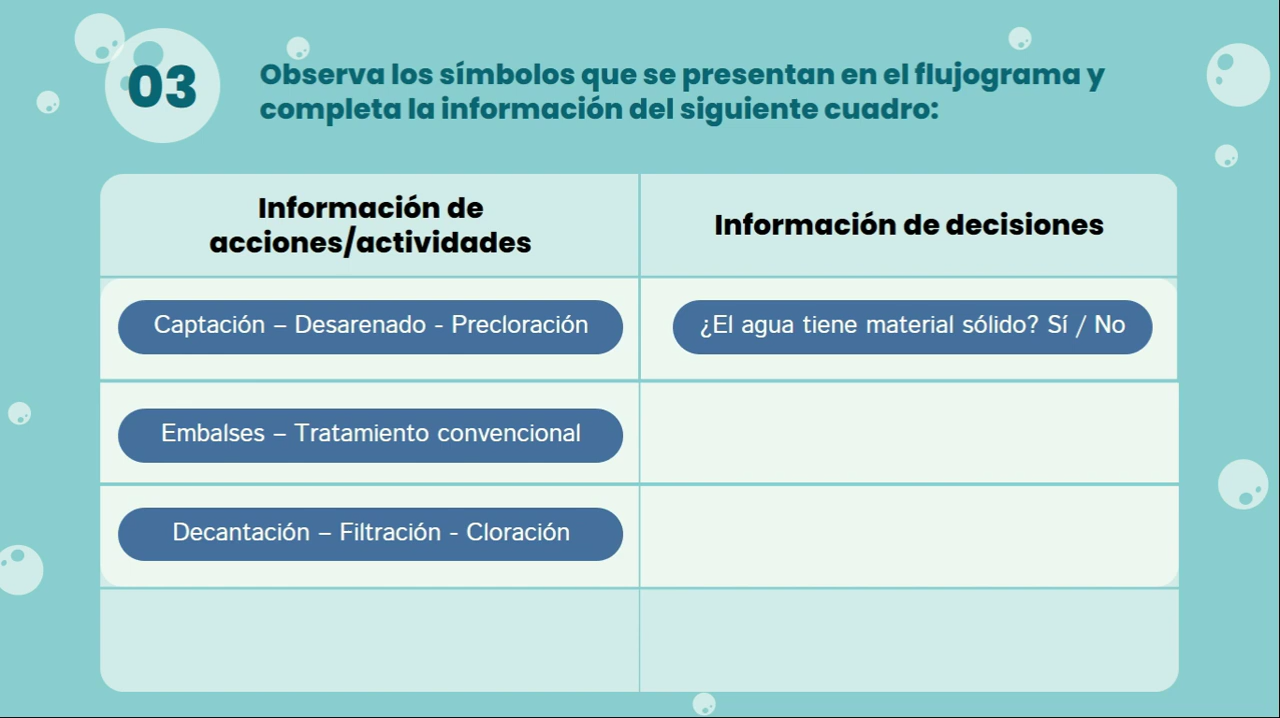 03
Observa los símbolos que se presentan en el flujograma y
completa la información del siguiente cuadro:
Información de
acciones/actividades
Información de decisiones
Captación – Desarenado - Precloración
¿El agua tiene material sólido? Sí / No
Embalses – Tratamiento convencional
Decantación – Filtración - Cloración